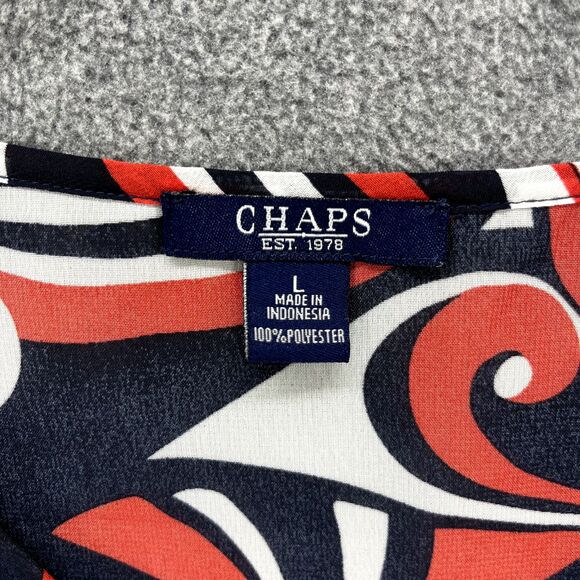 CHAPS
EST. 1978
L
MADE IN
INDONESIA
100%POLYESTER